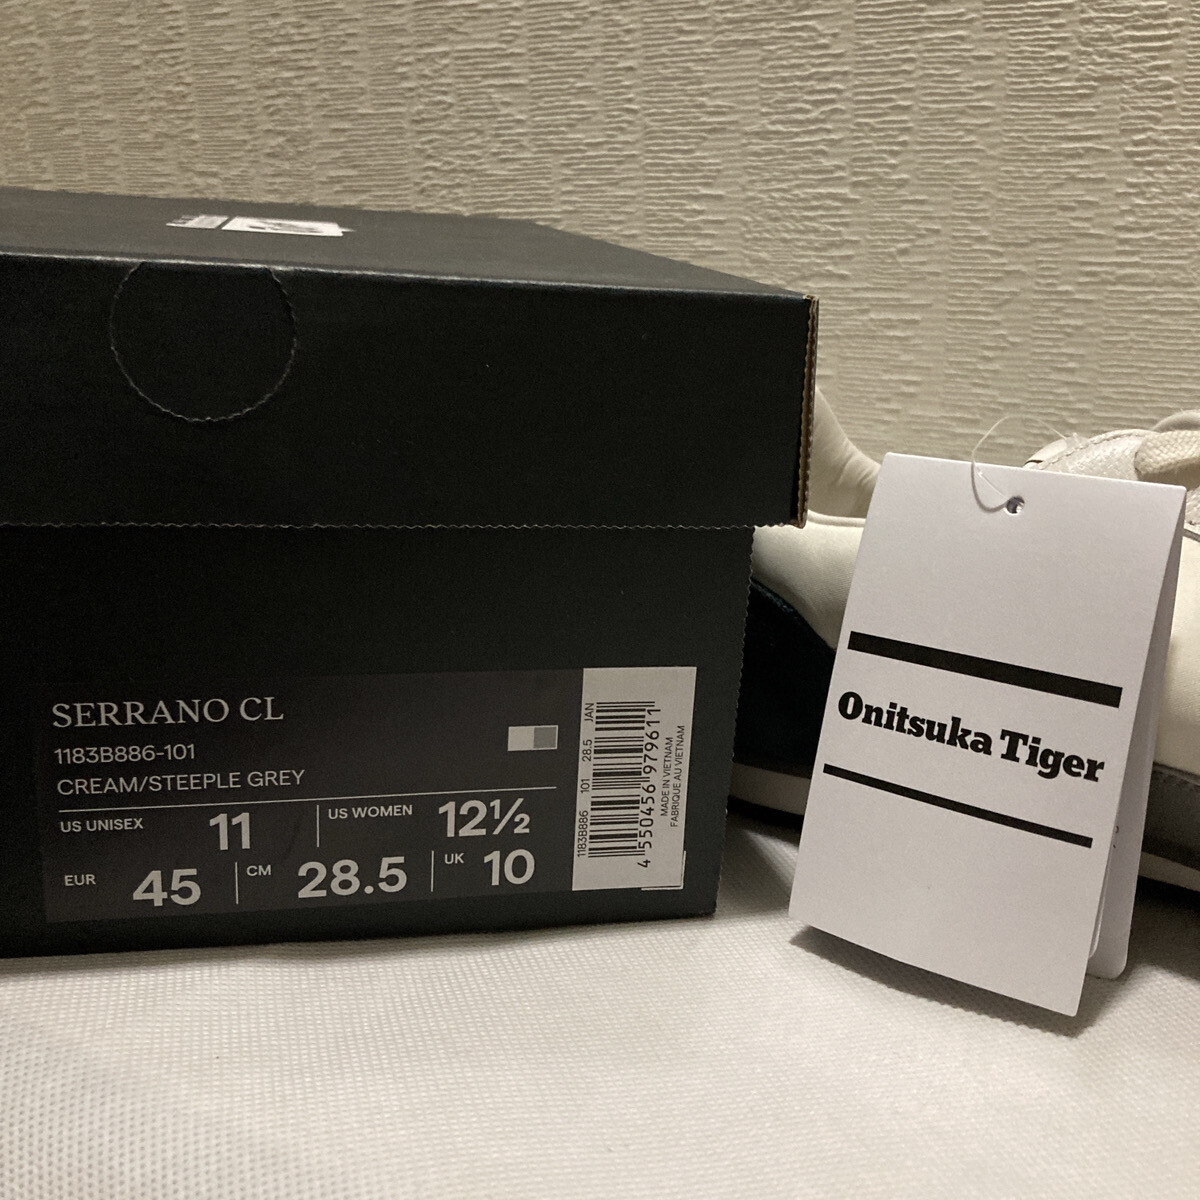 SERRANO CL
1183B886-101
CREAM/STEEPLE GREY
US UNISEX 11 US WOMEN 12½
EUR 45 CM 28.5 UK 10
1183B886 101 28.5 JAN
4 550456 979611
MADE IN VIETNAM
FABRIQUE AU VIETNAM
Onitsuka Tiger